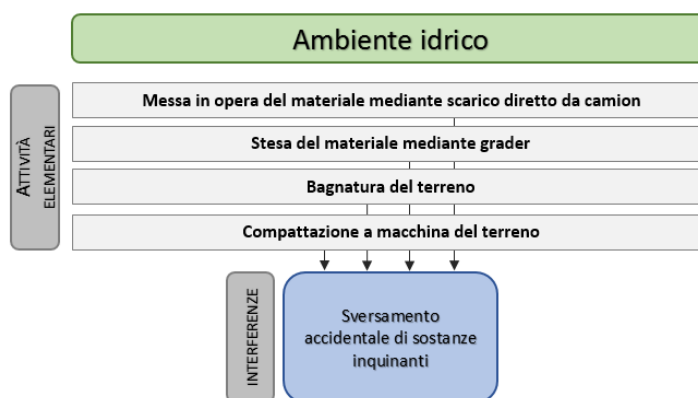 Ambiente idrico
ATTIVITÀ
ELEMENTARI
Messa in opera del materiale mediante scarico diretto da camion
Stesa del materiale mediante grader
Bagnatura del terreno
Compattazione a macchina del terreno
INTERFERENZE
Sversamento
accidentale di sostanze
inquinanti